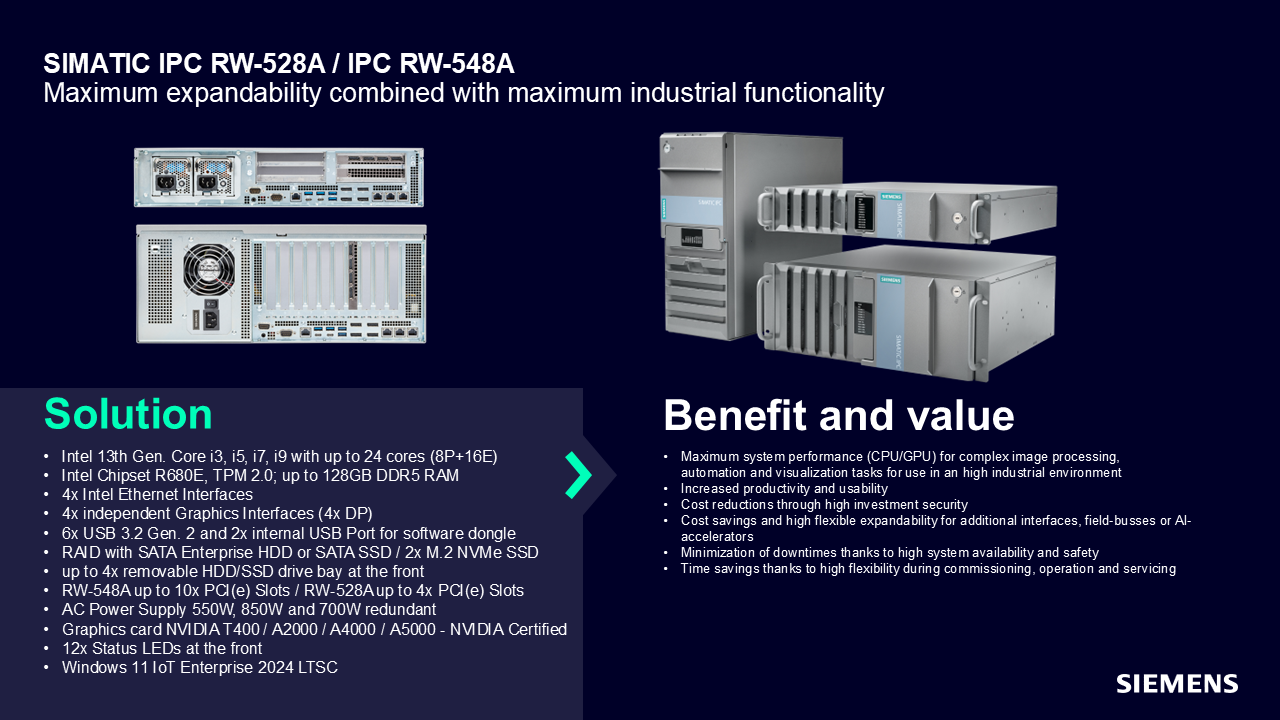 SIMATIC IPC RW-528A / IPC RW-548A
Maximum expandability combined with maximum industrial functionality
SIEMENS
SIMATIC IPC
SIEMENS
SIMATIC IPC
SIEMENS
SIMATIC IPC
Solution
• Intel 13th Gen. Core i3, i5, i7, i9 with up to 24 cores (8P+16E)
• Intel Chipset R680E, TPM 2.0; up to 128GB DDR5 RAM
• 4x Intel Ethernet Interfaces
• 4x independent Graphics Interfaces (4x DP)
• 6x USB 3.2 Gen. 2 and 2x internal USB Port for software dongle
• RAID with SATA Enterprise HDD or SATA SSD / 2x M.2 NVMe SSD
• up to 4x removable HDD/SSD drive bay at the front
• RW-548A up to 10x PCI(e) Slots / RW-528A up to 4x PCI(e) Slots
• AC Power Supply 550W, 850W and 700W redundant
• Graphics card NVIDIA T400 / A2000 / A4000 / A5000 - NVIDIA Certified
• 12x Status LEDs at the front
• Windows 11 IoT Enterprise 2024 LTSC
Benefit and value
• Maximum system performance (CPU/GPU) for complex image processing,
automation and visualization tasks for use in an high industrial environment
• Increased productivity and usability
• Cost reductions through high investment security
• Cost savings and high flexible expandability for additional interfaces, field-busses or AI-
accelerators
• Minimization of downtimes thanks to high system availability and safety
• Time savings thanks to high flexibility during commissioning, operation and servicing
SIEMENS